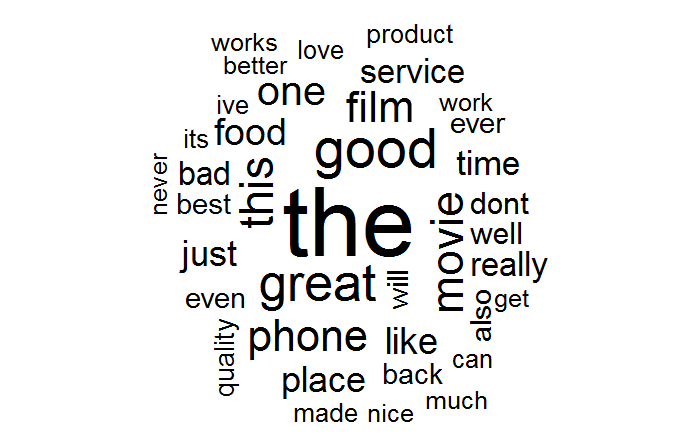 works
love
product
better
service
one
film
ive
work
food
ever
its
good
time
bad
never
this
best
the
movie
dont
well
just
really
great
will
even
also
get
phone
like
quality
can
place
back
much
made
nice